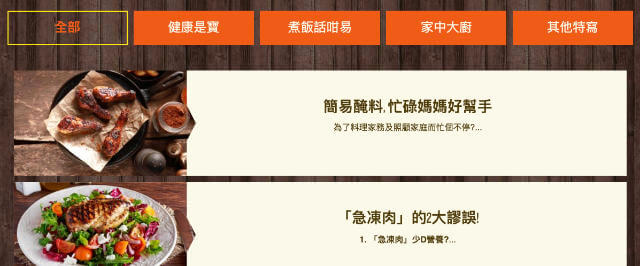 全部
健康是寶
煮飯話咁易
家中大廚
其他特寫
簡易醃料,忙碌媽媽好幫手
為了料理家務及照顧家庭而忙個不停?...
「急凍肉」的2大謬誤!
1. 「急凍肉」少D營養?...